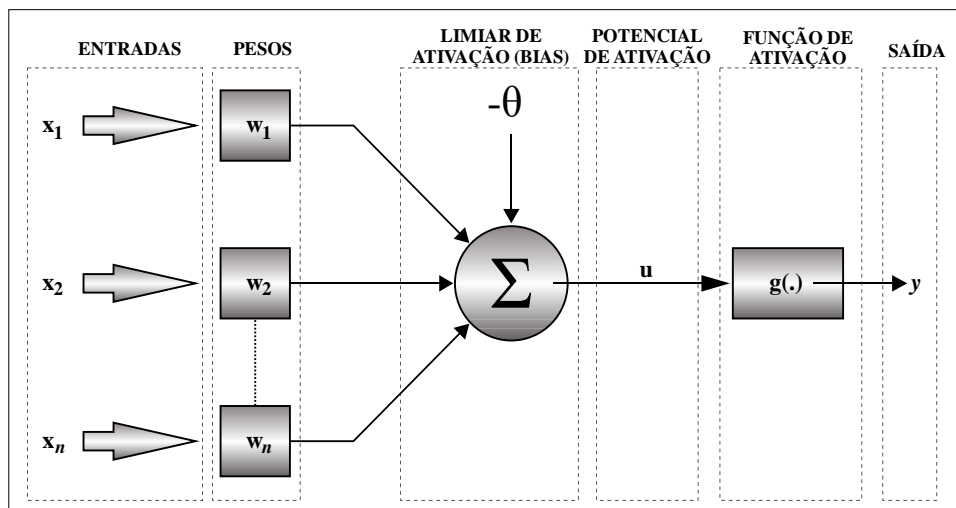 ENTRADAS
PESOS
LIMIAR DE
ATIVAÇÃO (BIAS)
POTENCIAL
DE ATIVAÇÃO
FUNÇÃO DE
ATIVAÇÃO
SAÍDA
-θ
x1
w1
x2
w2
Σ
u
g(.)
y
xn
wn